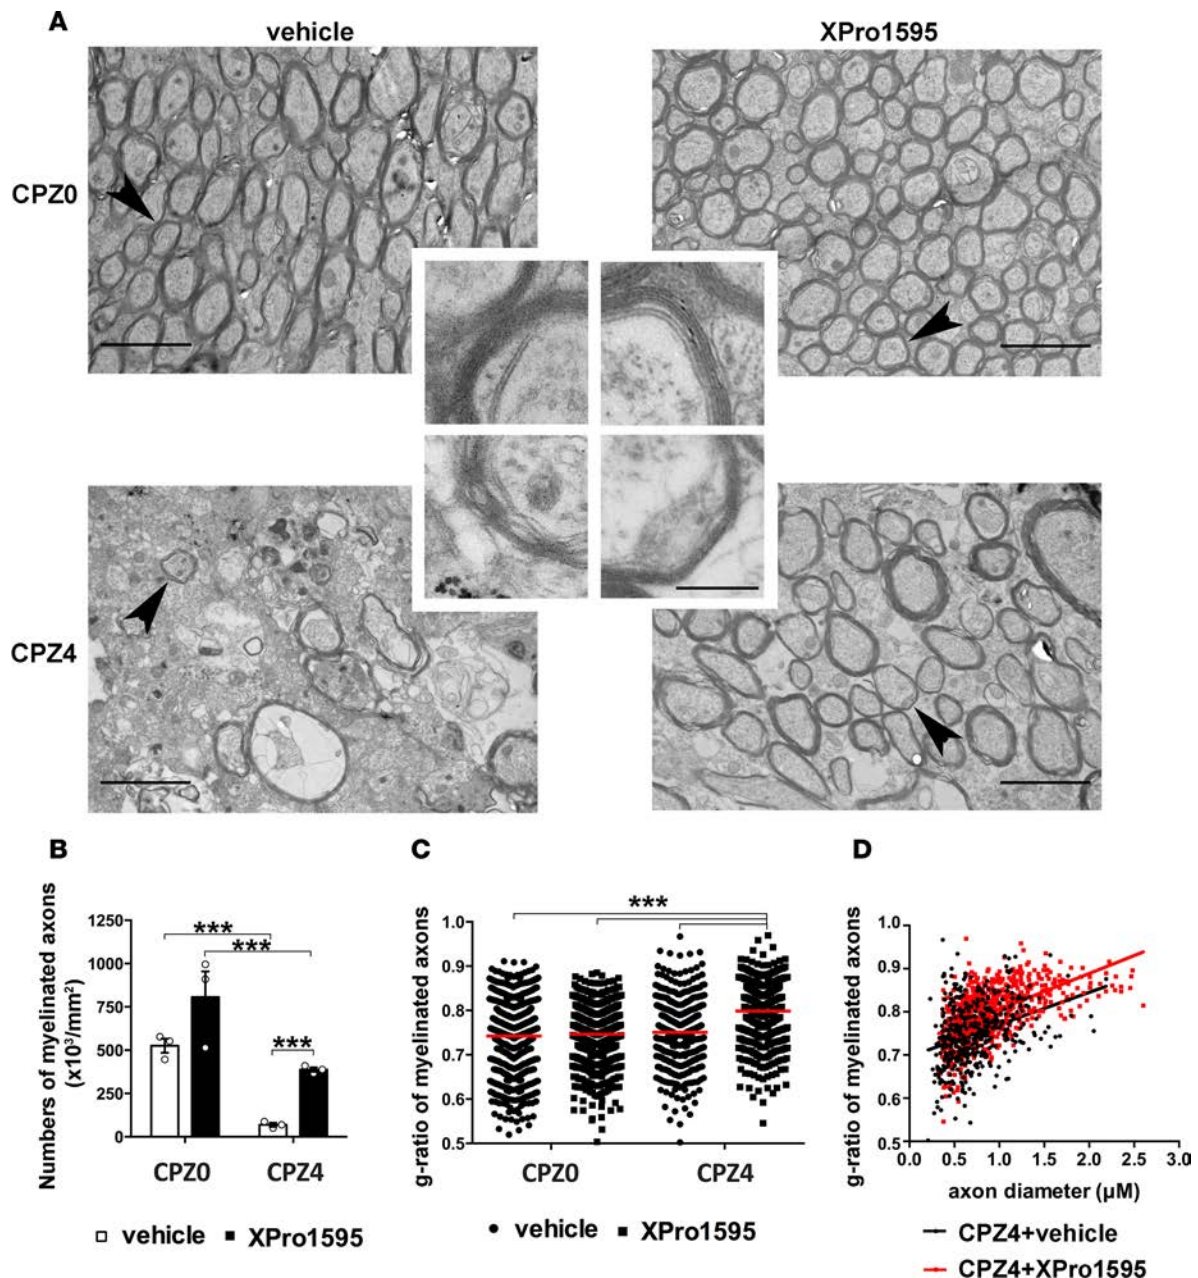 A
vehicle
XPro1595
CPZ0
CPZ4
B
C
D
Numbers of myelinated axons
(x10³/mm²)
1250
1000
750
500
250
0
***
***
***
CPZ0
CPZ4
vehicle
XPro1595
g-ratio of myelinated axons
1.0
0.9
0.8
0.7
0.6
0.5
***
CPZ0
CPZ4
vehicle
XPro1595
g-ratio of myelinated axons
1.0
0.9
0.8
0.7
0.6
0.5
0.0 0.5 1.0 1.5 2.0 2.5 3.0
axon diameter (µM)
CPZ4+vehicle
CPZ4+XPro1595